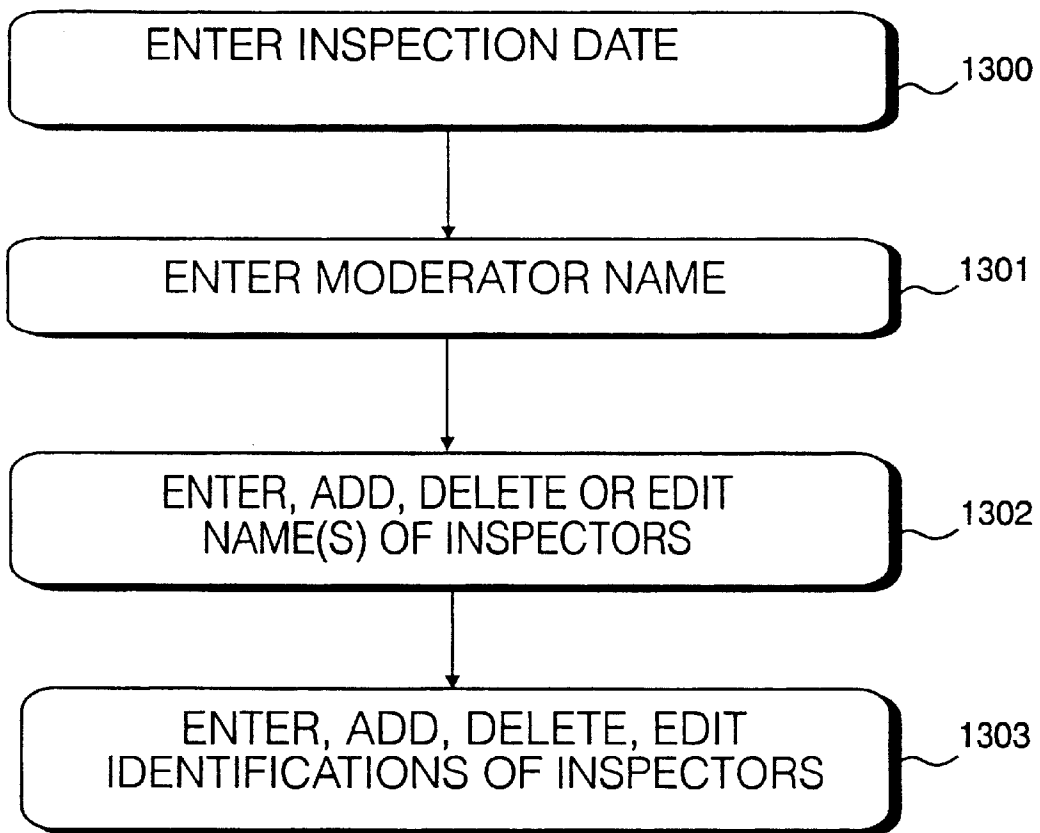 ENTER INSPECTION DATE
1300
ENTER MODERATOR NAME
1301
ENTER, ADD, DELETE OR EDIT
NAME(S) OF INSPECTORS
1302
ENTER, ADD, DELETE, EDIT
IDENTIFICATIONS OF INSPECTORS
1303